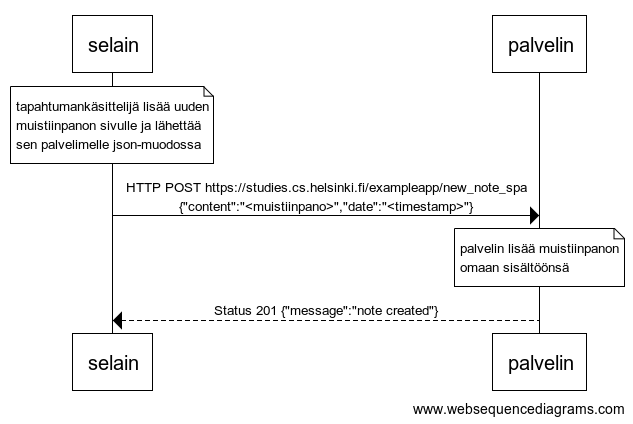 selain
palvelin
tapahtumankäsittelijä lisää uuden
muistiinpanon sivulle ja lähettää
sen palvelimelle json-muodossa
HTTP POST https://studies.cs.helsinki.fi/exampleapp/new_note_spa
{"content":"<muistiinpano>","date":"<timestamp>"}
palvelin lisää muistiinpanon
omaan sisältöönsä
Status 201 {"message":"note created"}
selain
palvelin
www.websequencediagrams.com